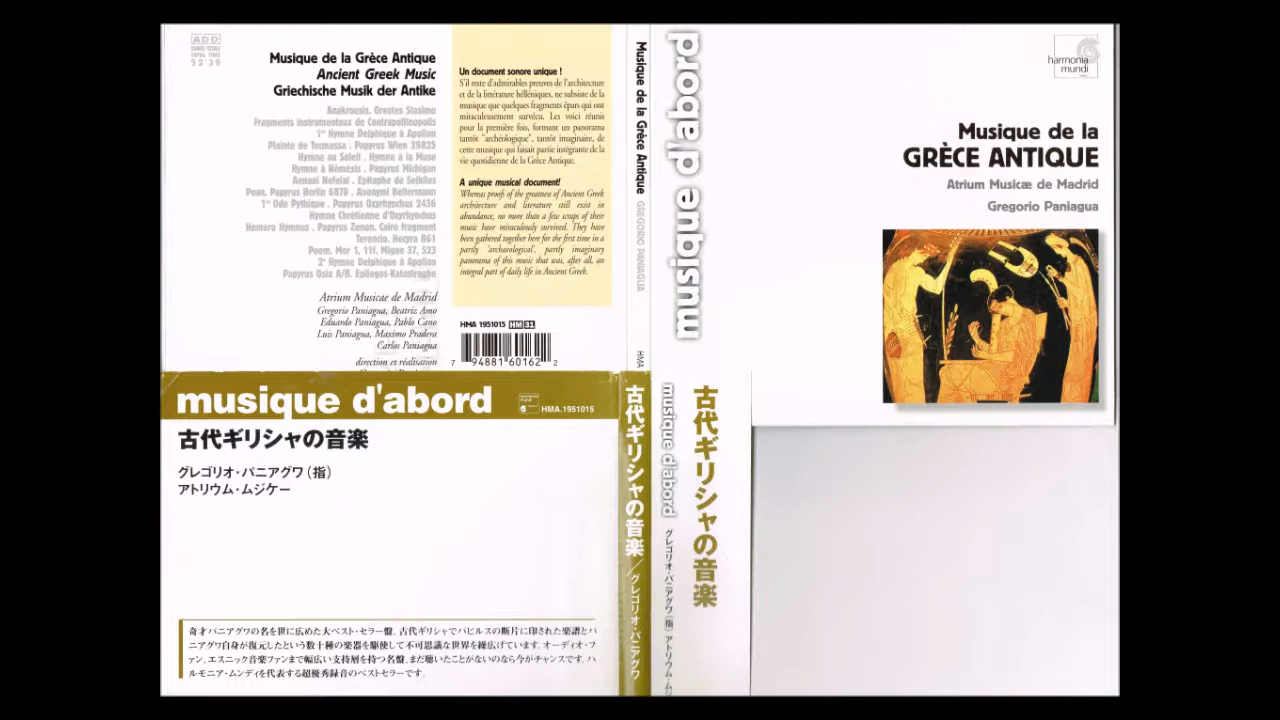 ADD
52'39
Musique de la Grèce Antique
Ancient Greek Music
Griechische Musik der Antike
Anakrousis. Orestes Stasimo
Fragments instrumentaux de Contrapollinopolis
1er Hymne Delphique à Apollon
Plainte de Tecmessa . Papyrus Wien 29825
Hymne au Soleil . Hymne à la Muse
Hymne à Némésis . Papyrus Michigan
Aenaoi Nefelai . Epitaphe de Seikilos
Pean. Papyrus Berlin 6870 . Anonymi Bellermann
1re Ode Pythique . Papyrus Oxyrhynchus 2436
Hymne Chrétienne d'Oxyrhynchus
Homero Hymnus . Papyrus Zenon. Cairo fragment
Terencio. Hecyra 861
Poem. Mor 1, 11f. Migne 37, 523
2e Hymne Delphique à Apollon
Papyrus Oslo A/B. Epilogos-Katastrophe
Atrium Musicae de Madrid
Gregorio Paniagua, Beatriz Amo
Eduardo Paniagua, Pablo Cano
Luis Paniagua, Maximo Pradera
Carlos Paniagua
direction et réalisation
Un document sonore unique !
S'il reste d'admirables preuves de l'architecture
et de la littérature hélléniques, ne subsiste de la
musique que quelques fragments épars qui ont
miraculeusement survécu. Les voici réunis
pour la première fois, formant un panorama
tantôt "archéologique", tantôt imaginaire, de
cette musique qui faisait partie intégrante de la
vie quotidienne de la Grèce Antique.
A unique musical document!
Whereas proofs of the greatness of Ancient Greek
architecture and literature still exist in
abundance, no more than a few scraps of their
music have miraculously survived. They have
been gathered together here for the first time in a
partly 'archaeological', partly imaginary
panorama of this music that was, after all, an
integral part of daily life in Ancient Greek.
HMA 1951015 HM 31
7 94881 60162 2
Musique de la Grèce Antique GREGORIO PANIAGUA HMA
musique d'abord
harmonia
mundi
Musique de la
GRÈCE ANTIQUE
Atrium Musicæ de Madrid
Gregorio Paniagua
musique d'abord
HMA.1951015
古代ギリシャの音楽
グレゴリオ・パニアグワ（指）
アトリウム・ムジケー
奇才パニアグワの名を世に広めた大ベスト・セラー盤。古代ギリシャでパピルスの断片に印された楽譜とパ
ニアグワ自身が復元したという数十種の楽器を駆使して不可思議な世界を繰広げています。オーディオ・フ
ァン、エスニック音楽ファンまで幅広い支持層を持つ名盤。まだ聴いたことがないのなら今がチャンスです。ハ
ルモニア・ムンディを代表する超優秀録音のベストセラーです。
古代ギリシャの音楽／グレゴリオ・パニアグワ
musique d'abord
グレゴリオ・パニアグワ（指）アトリウム・ムジ
古代ギリシャの音楽